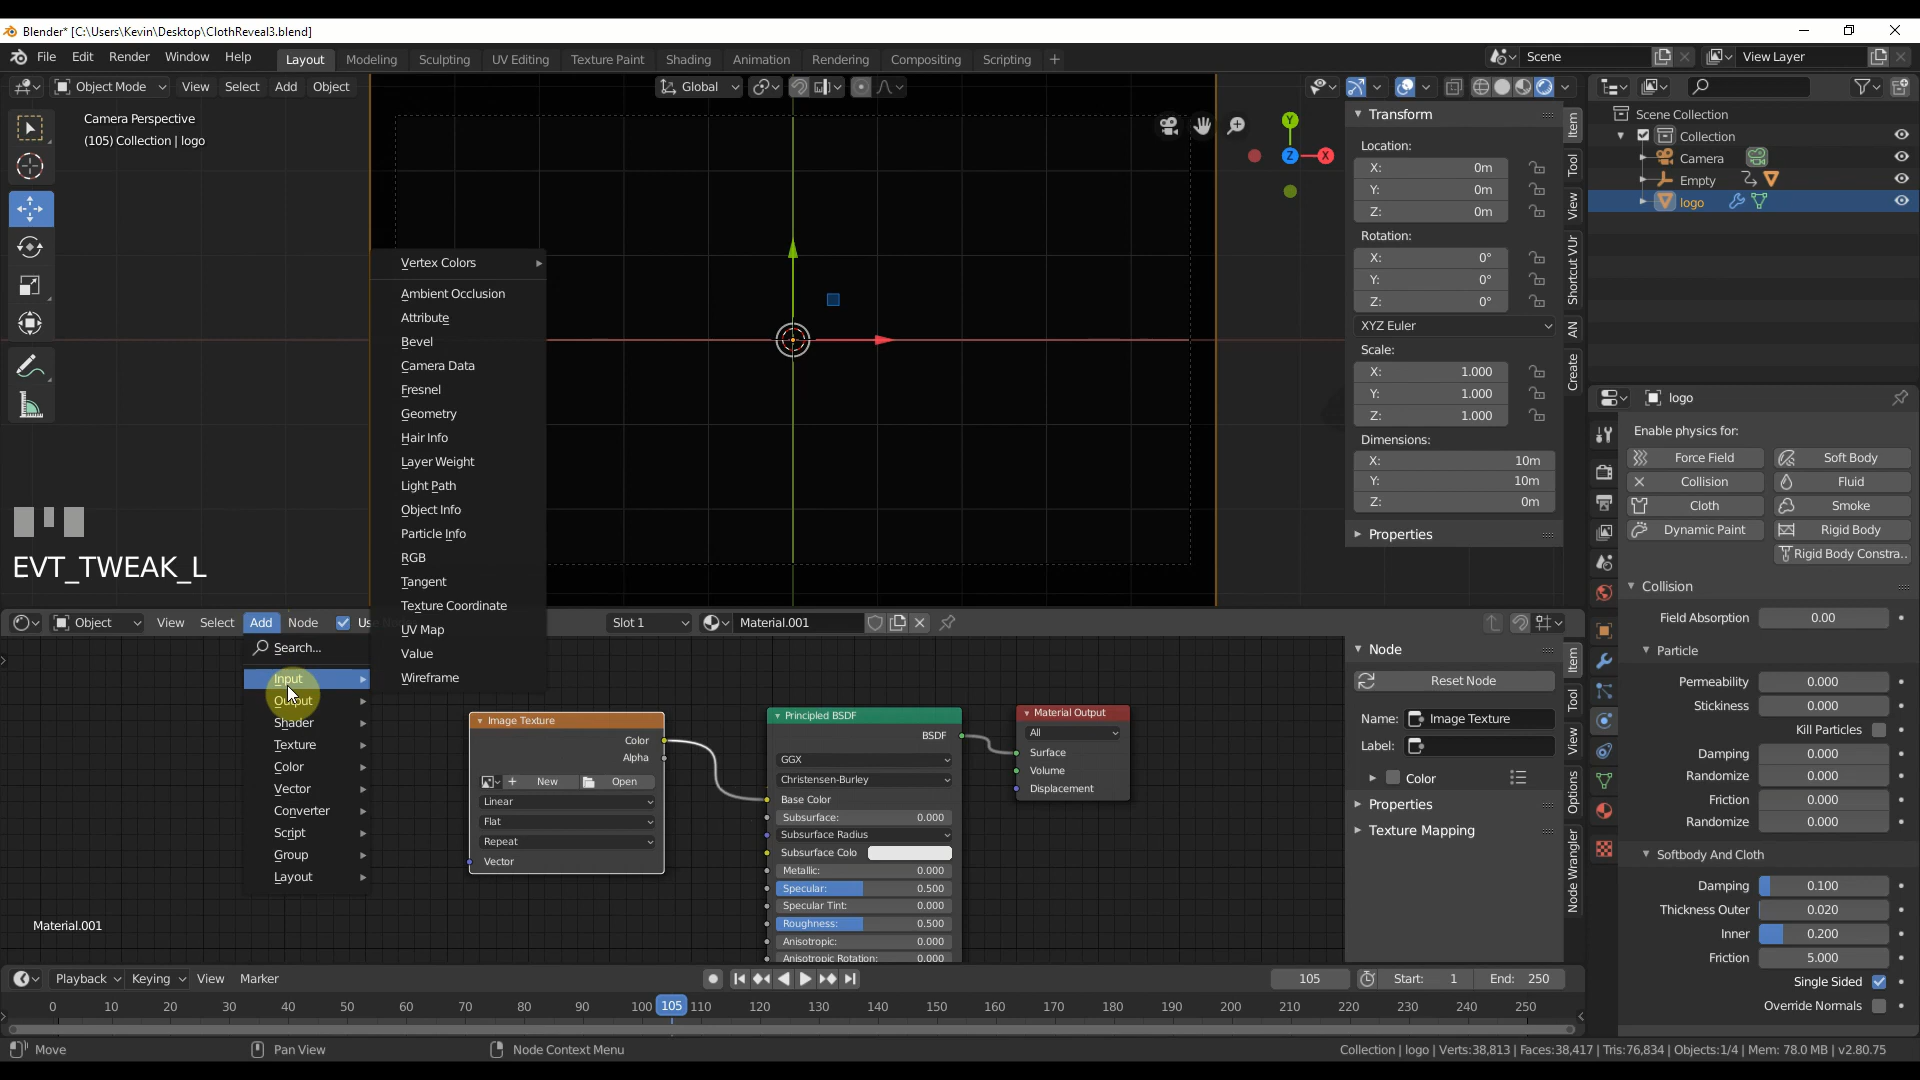 Blender* [C:\Users\Kevin\Desktop\ClothReveal3.blend]
File Edit Render Window Help Layout Modeling Sculpting UV Editing Texture Paint Shading Animation Rendering Compositing Scripting + Scene View Layer
Object Mode View Select Add Object Global
Camera Perspective
(105) Collection | logo
Y
Z X
Transform
Location:
X: 0m
Y: 0m
Z: 0m
Rotation:
X: 0°
Y: 0°
Z: 0°
XYZ Euler
Scale:
X: 1.000
Y: 1.000
Z: 1.000
Dimensions:
X: 10m
Y: 10m
Z: 0m
Properties
Item
Tool
View
Shortcut VUr
AN
Create
Scene Collection
Collection
Camera
Empty
logo
logo
Enable physics for:
Force Field Soft Body
Collision Fluid
Cloth Smoke
Dynamic Paint Rigid Body
Rigid Body Constra..
Collision
Field Absorption 0.00
Particle
Permeability 0.000
Stickiness 0.000
Kill Particles
Damping 0.000
Randomize 0.000
Friction 0.000
Randomize 0.000
Softbody And Cloth
Damping 0.100
Thickness Outer 0.020
Inner 0.200
Friction 5.000
Single Sided
Override Normals
Vertex Colors
Ambient Occlusion
Attribute
Bevel
Camera Data
Fresnel
Geometry
Hair Info
Layer Weight
Light Path
Object Info
Particle Info
RGB
Tangent
Texture Coordinate
UV Map
Value
Wireframe
EVT_TWEAK_L
Object View Select Add Node Us Slot 1 Material.001
Search...
Input
Output
Shader
Texture
Color
Vector
Converter
Script
Group
Layout
Image Texture
Color
Alpha
New Open
Linear
Flat
Repeat
Vector
Principled BSDF
BSDF
GGX
Christensen-Burley
Base Color
Subsurface: 0.000
Subsurface Radius
Subsurface Colo
Metallic: 0.000
Specular: 0.500
Specular Tint: 0.000
Roughness: 0.500
Anisotropic: 0.000
Anisotropic Rotation: 0.000
Material Output
All
Surface
Volume
Displacement
Node
Reset Node
Name: Image Texture
Label:
Color
Properties
Texture Mapping
Item
Tool
View
Options
Node Wrangler
Material.001
Playback Keying View Marker 105 Start: 1 End: 250
0 10 20 30 40 50 60 70 80 90 100 105 110 120 130 140 150 160 170 180 190 200 210 220 230 240 250
Move Pan View Node Context Menu Collection | logo | Verts:38,813 | Faces:38,417 | Tris:76,834 | Objects:1/4 | Mem: 78.0 MB | v2.80.75